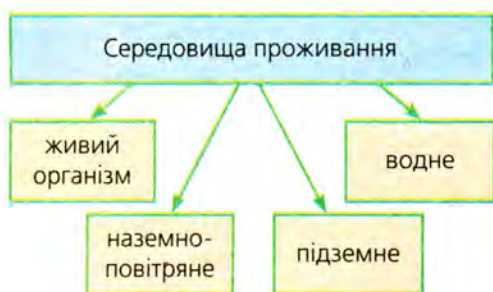 Середовища проживання
живий
організм
водне
наземно-
повітряне
підземне